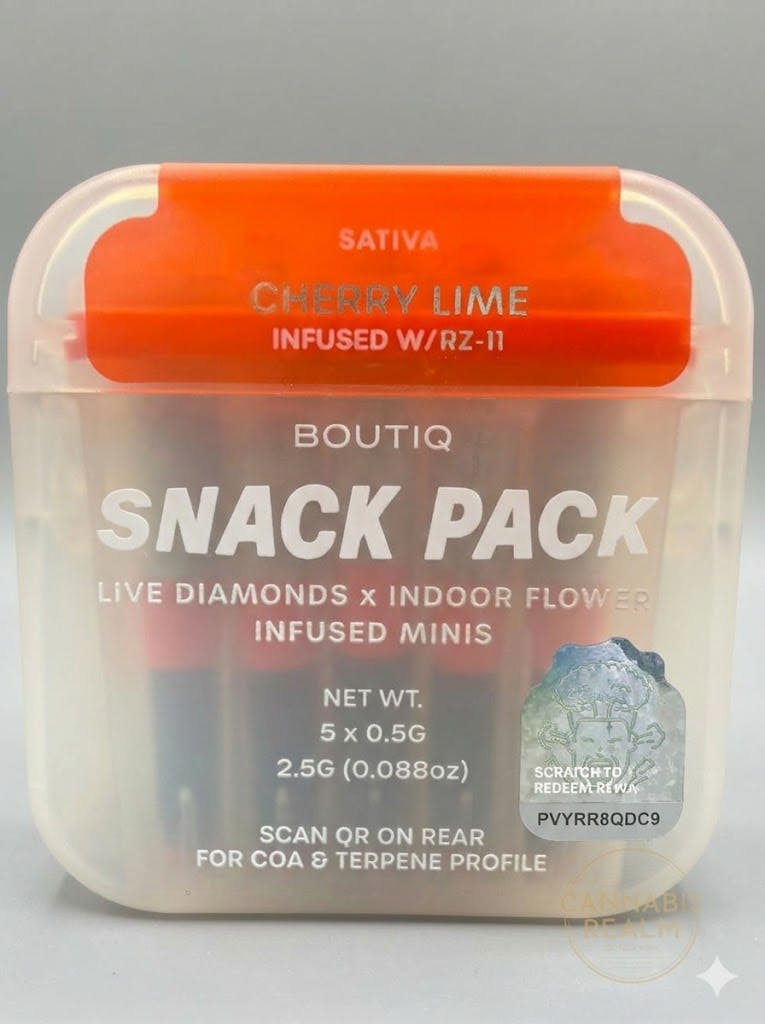 SATIVA
CHERRY LIME
INFUSED W/RZ-11
BOUTIQ
SNACK PACK
LIVE DIAMONDS x INDOOR FLOWER
INFUSED MINIS
NET WT.
5 x 0.5G
2.5G (0.088oz)
SCRATCH TO
REDEEM
PVYRR8QDC9
SCAN QR ON REAR
FOR COA & TERPENE PROFILE
CANNABIS
REALM